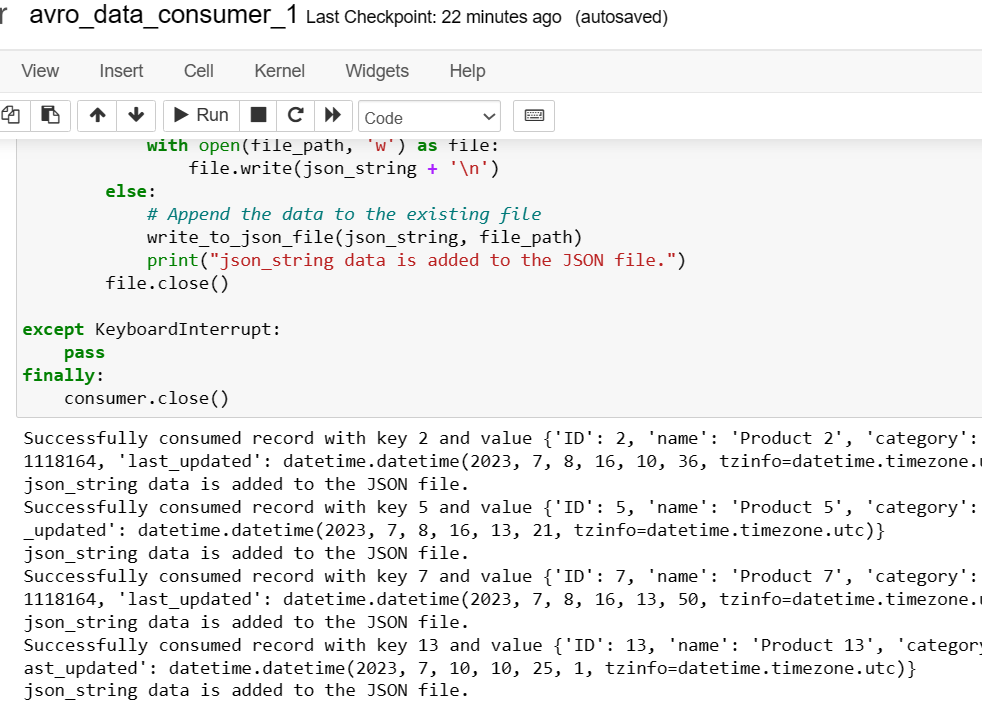 avro_data_consumer_1 Last Checkpoint: 22 minutes ago (autosaved)
View Insert Cell Kernel Widgets Help
Run Code
with open(file_path, 'w') as file:
file.write(json_string + '\n')
else:
# Append the data to the existing file
write_to_json_file(json_string, file_path)
print("json_string data is added to the JSON file.")
file.close()
except KeyboardInterrupt:
pass
finally:
consumer.close()
Successfully consumed record with key 2 and value {'ID': 2, 'name': 'Product 2', 'category':
1118164, 'last_updated': datetime.datetime(2023, 7, 8, 16, 10, 36, tzinfo=datetime.timezone.
json_string data is added to the JSON file.
Successfully consumed record with key 5 and value {'ID': 5, 'name': 'Product 5', 'category':
_updated': datetime.datetime(2023, 7, 8, 16, 13, 21, tzinfo=datetime.timezone.utc)}
json_string data is added to the JSON file.
Successfully consumed record with key 7 and value {'ID': 7, 'name': 'Product 7', 'category':
1118164, 'last_updated': datetime.datetime(2023, 7, 8, 16, 13, 50, tzinfo=datetime.timezone.
json_string data is added to the JSON file.
Successfully consumed record with key 13 and value {'ID': 13, 'name': 'Product 13', 'category
ast_updated': datetime.datetime(2023, 7, 10, 10, 25, 1, tzinfo=datetime.timezone.utc)}
json_string data is added to the JSON file.